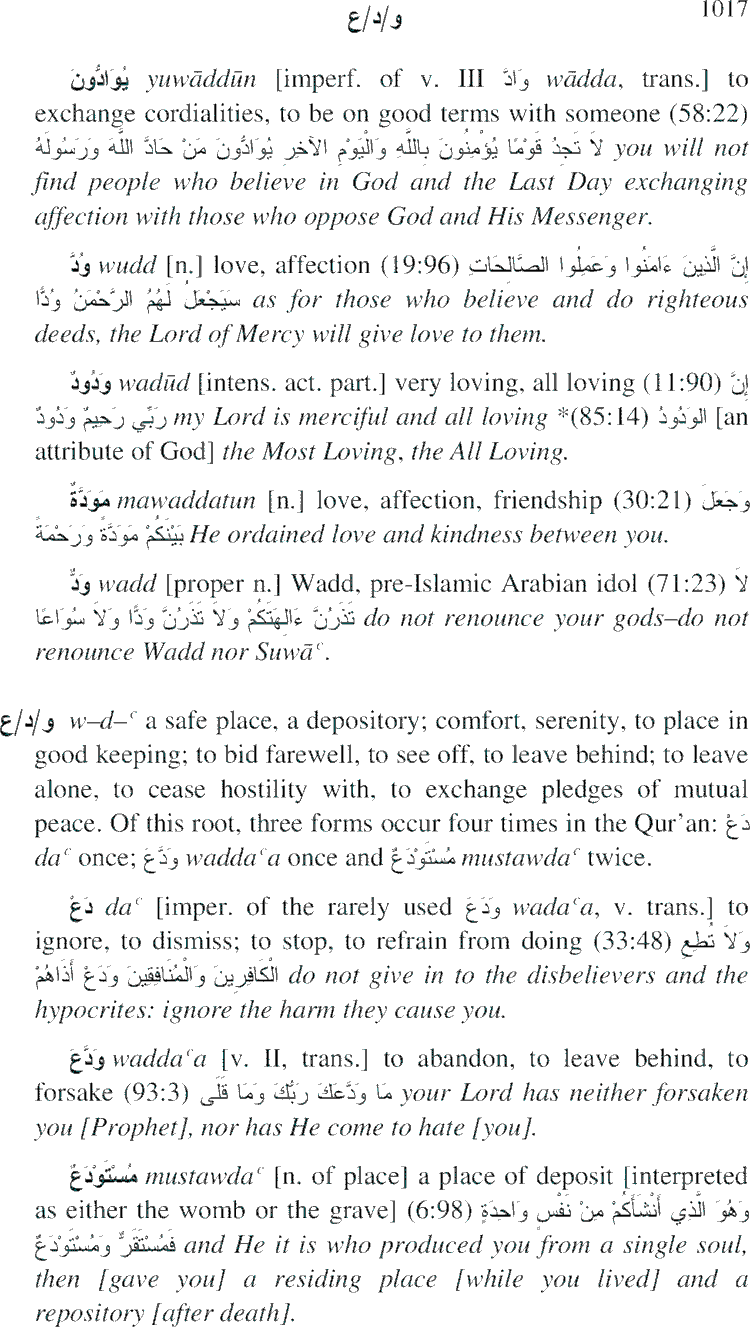 و/د/ع 1017
يُوَادُّونَ yuwāddūn [imperf. of v. III وَادَّ wādda, trans.] to
exchange cordialities, to be on good terms with someone (58:22)
لاَ تَجِدُ قَوْمًا يُؤْمِنُونَ بِاللَّهِ وَالْيَوْمِ الآخِرِ يُوَادُّونَ مَنْ حَادَّ اللَّهَ وَرَسُولَهُ you will not
find people who believe in God and the Last Day exchanging
affection with those who oppose God and His Messenger.
وُدٌّ wudd [n.] love, affection (19:96) إِنَّ الَّذِينَ ءَامَنُوا وَعَمِلُوا الصَّالِحَاتِ
سَيَجْعَلُ لَهُمُ الرَّحْمَنُ وُدًّا as for those who believe and do righteous
deeds, the Lord of Mercy will give love to them.
وَدُودٌ wadūd [intens. act. part.] very loving, all loving (11:90) إِنَّ
رَبِّي رَحِيمٌ وَدُودٌ my Lord is merciful and all loving *(85:14) الوَدُودُ [an
attribute of God] the Most Loving, the All Loving.
مَوَدَّةٌ mawaddatun [n.] love, affection, friendship (30:21) وَجَعَلَ
بَيْنَكُمْ مَوَدَّةً وَرَحْمَةً He ordained love and kindness between you.
وَدٌّ wadd [proper n.] Wadd, pre-Islamic Arabian idol (71:23) لاَ
تَذَرُنَّ ءَالِهَتَكُمْ وَلاَ تَذَرُنَّ وَدًّا وَلاَ سُوَاعًا do not renounce your gods–do not
renounce Wadd nor Suwāᶜ.
و/د/ع w–d–ᶜ a safe place, a depository; comfort, serenity, to place in
good keeping; to bid farewell, to see off, to leave behind; to leave
alone, to cease hostility with, to exchange pledges of mutual
peace. Of this root, three forms occur four times in the Qur’an: دَعْ
daᶜ once; وَدَّعَ waddaᶜa once and مُسْتَوْدَعٌ mustawdaᶜ twice.
دَعْ daᶜ [imper. of the rarely used وَدَعَ wadaᶜa, v. trans.] to
ignore, to dismiss; to stop, to refrain from doing (33:48) وَلاَ تُطِعِ
الْكَافِرِينَ وَالْمُنَافِقِينَ وَدَعْ أَذَاهُمْ do not give in to the disbelievers and the
hypocrites: ignore the harm they cause you.
وَدَّعَ waddaᶜa [v. II, trans.] to abandon, to leave behind, to
forsake (93:3) مَا وَدَّعَكَ رَبُّكَ وَمَا قَلَى your Lord has neither forsaken
you [Prophet], nor has He come to hate [you].
مُسْتَوْدَعٌ mustawdaᶜ [n. of place] a place of deposit [interpreted
as either the womb or the grave] (6:98) وَهُوَ الَّذِي أَنْشَأَكُمْ مِنْ نَفْسٍ وَاحِدَةٍ
فَمُسْتَقَرٌّ وَمُسْتَوْدَعٌ and He it is who produced you from a single soul,
then [gave you] a residing place [while you lived] and a
repository [after death].